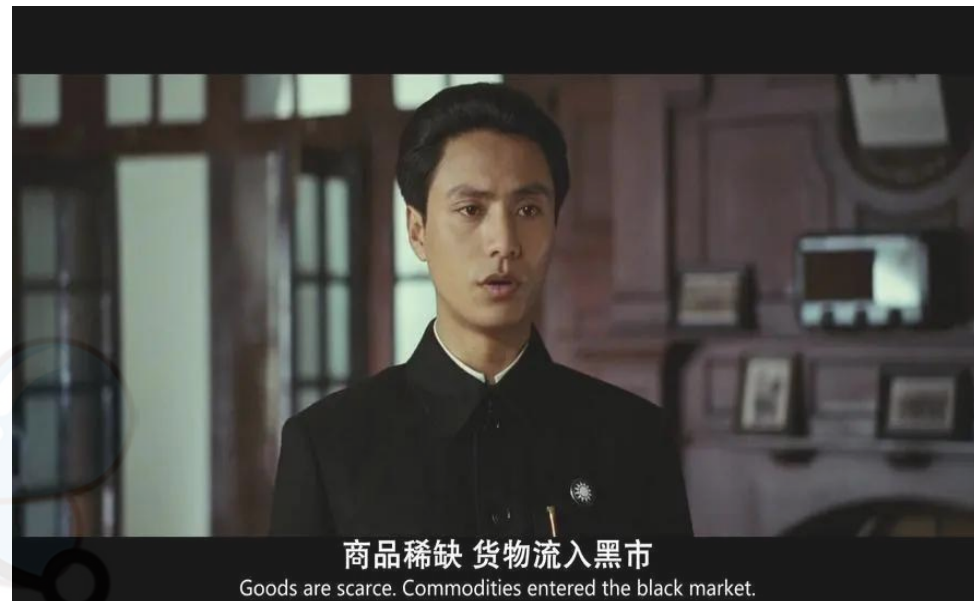 商品稀缺 货物流入黑市
Goods are scarce. Commodities entered the black market.